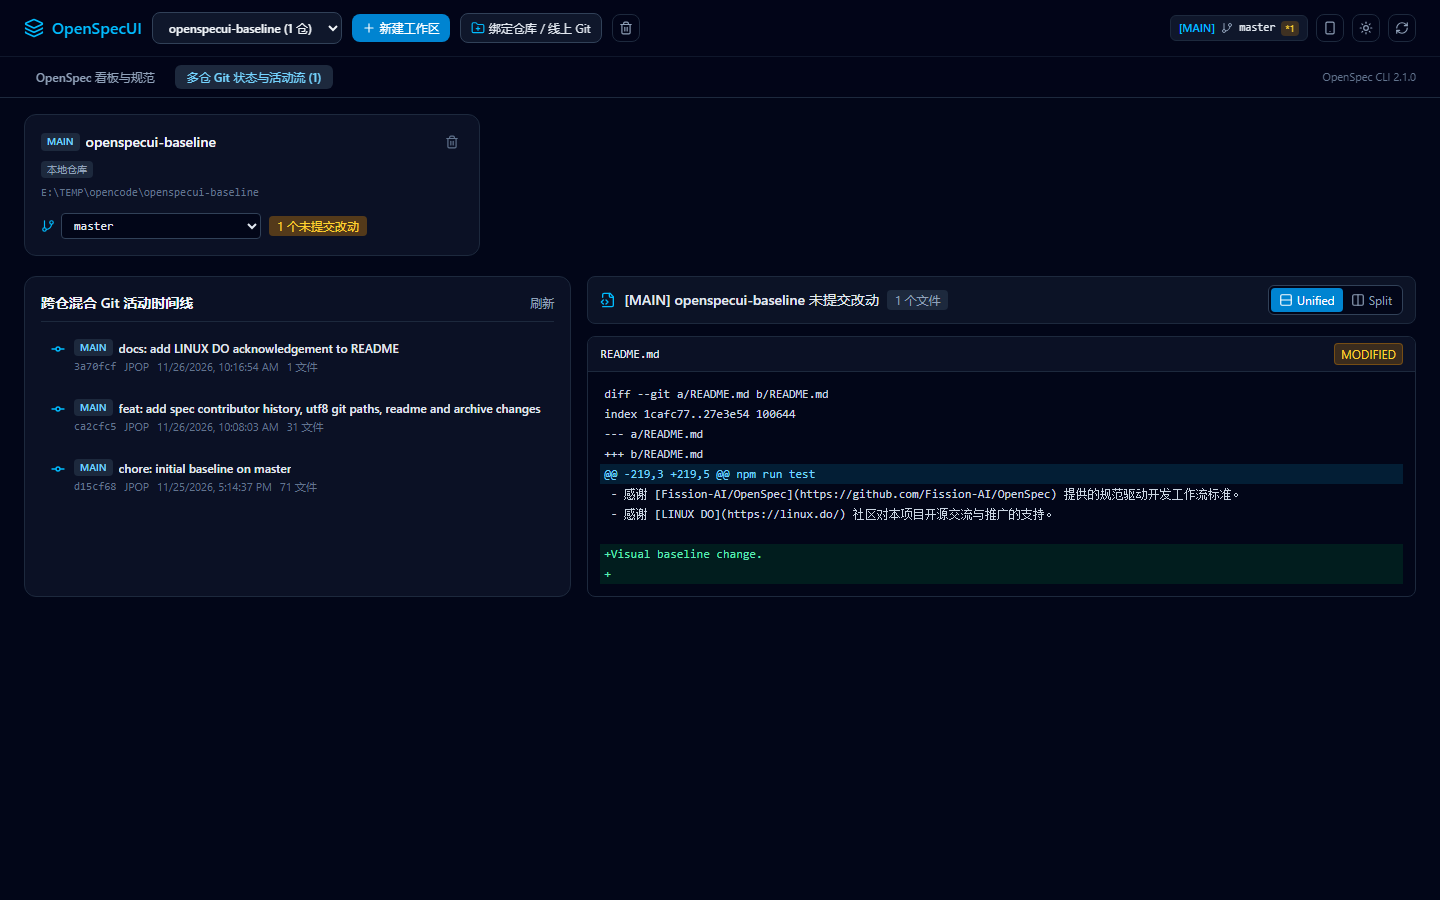 OpenSpecUI
openspecui-baseline (1 仓)
新建工作区
绑定仓库 / 线上 Git
[MAIN] master *1
OpenSpec 看板与规范
多仓 Git 状态与活动流 (1)
OpenSpec CLI 2.1.0
MAIN openspecui-baseline
本地仓库
E:\TEMP\opencode\openspecui-baseline
master
1 个未提交改动
跨仓混合 Git 活动时间线
刷新
MAIN docs: add LINUX DO acknowledgement to README
3a70fcf JPOP 11/26/2026, 10:16:54 AM 1 文件
MAIN feat: add spec contributor history, utf8 git paths, readme and archive changes
ca2cfc5 JPOP 11/26/2026, 10:08:03 AM 31 文件
MAIN chore: initial baseline on master
d15cf68 JPOP 11/25/2026, 5:14:37 PM 71 文件
[MAIN] openspecui-baseline 未提交改动 1 个文件
Unified
Split
README.md
MODIFIED
diff --git a/README.md b/README.md
index 1cafc77..27e3e54 100644
--- a/README.md
+++ b/README.md
@@ -219,3 +219,5 @@ npm run test
- 感谢 [Fission-AI/OpenSpec](https://github.com/Fission-AI/OpenSpec) 提供的规范驱动开发工作流标准。
- 感谢 [LINUX DO](https://linux.do/) 社区对本项目开源交流与推广的支持。
+Visual baseline change.
+